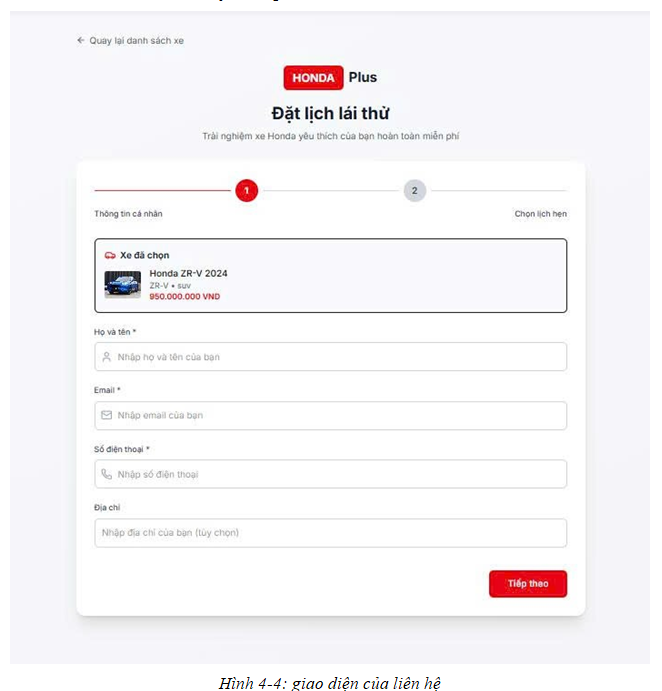 ← Quay lại danh sách xe
HONDA Plus
Đặt lịch lái thử
Trải nghiệm xe Honda yêu thích của bạn hoàn toàn miễn phí
1
2
Thông tin cá nhân
Chọn lịch hẹn
Xe đã chọn
Honda ZR-V 2024
ZR-V • suv
950.000.000 VND
Họ và tên *
Nhập họ và tên của bạn
Email *
Nhập email của bạn
Số điện thoại *
Nhập số điện thoại
Địa chỉ
Nhập địa chỉ của bạn (tùy chọn)
Tiếp theo
Hình 4-4: giao diện của liên hệ